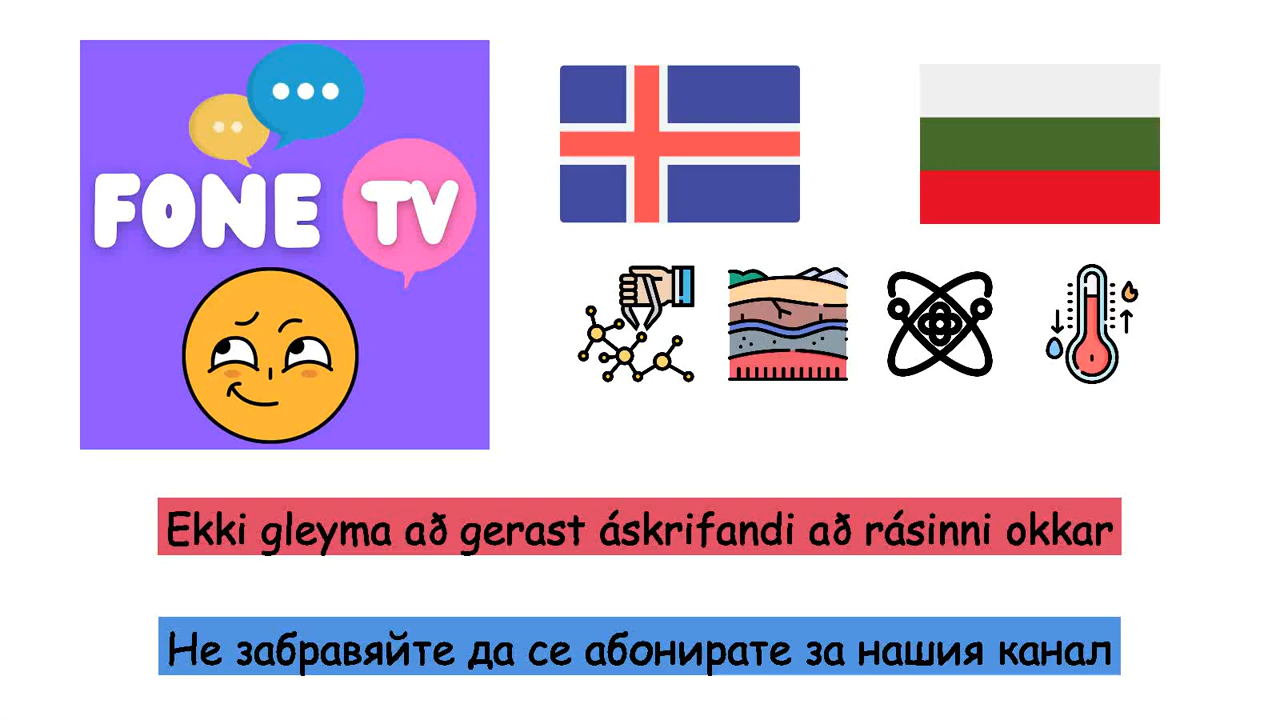 FONE TV
Ekki gleyma að gerast áskrifandi að rásinni okkar
Не забравяйте да се абонирате за нашия канал